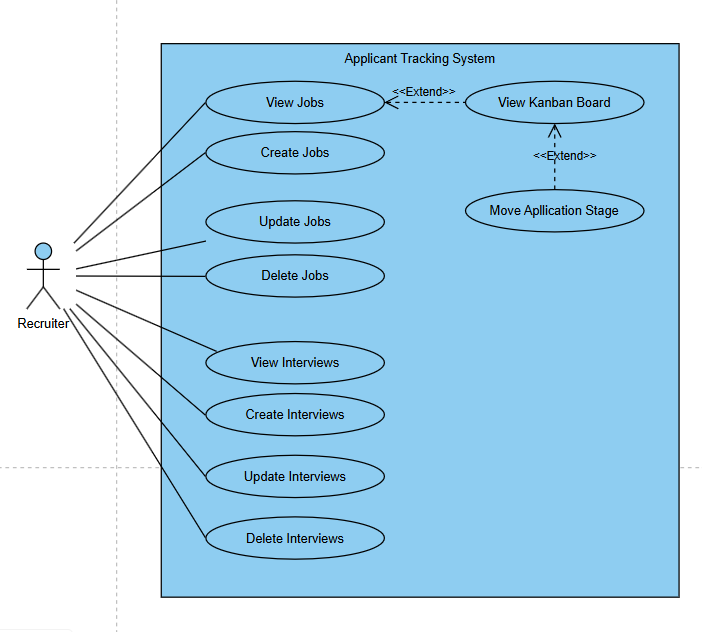 Applicant Tracking System
View Jobs
<<Extend>>
View Kanban Board
Create Jobs
<<Extend>>
Update Jobs
Move Apllication Stage
Delete Jobs
Recruiter
View Interviews
Create Interviews
Update Interviews
Delete Interviews